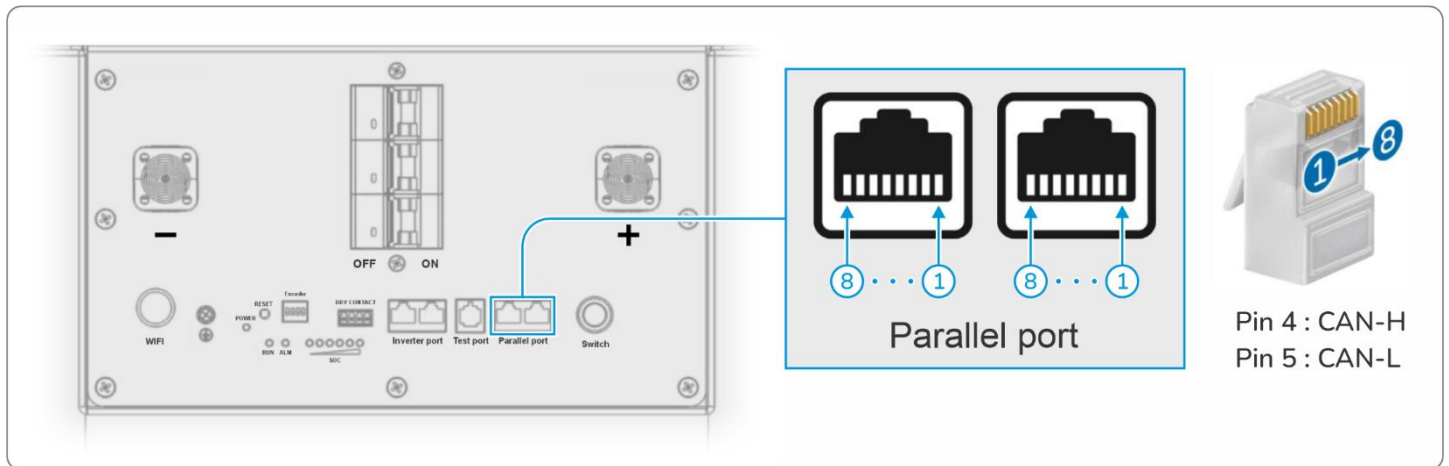 −
+
OFF
ON
WIFI
POWER
RESET
Encoder
RUN
ALM
SOC
DRY CONTACT
Inverter port
Test port
Parallel port
Switch
8 · · · 1
8 · · · 1
Parallel port
1
8
Pin 4 : CAN-H
Pin 5 : CAN-L